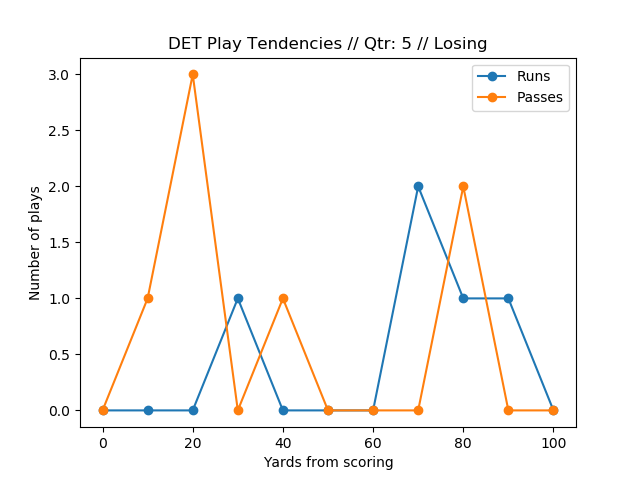 DET Play Tendencies // Qtr: 5 // Losing
Runs
Passes
3.0
2.5
2.0
1.5
1.0
0.5
0.0
Number of plays
0 20 40 60 80 100
Yards from scoring